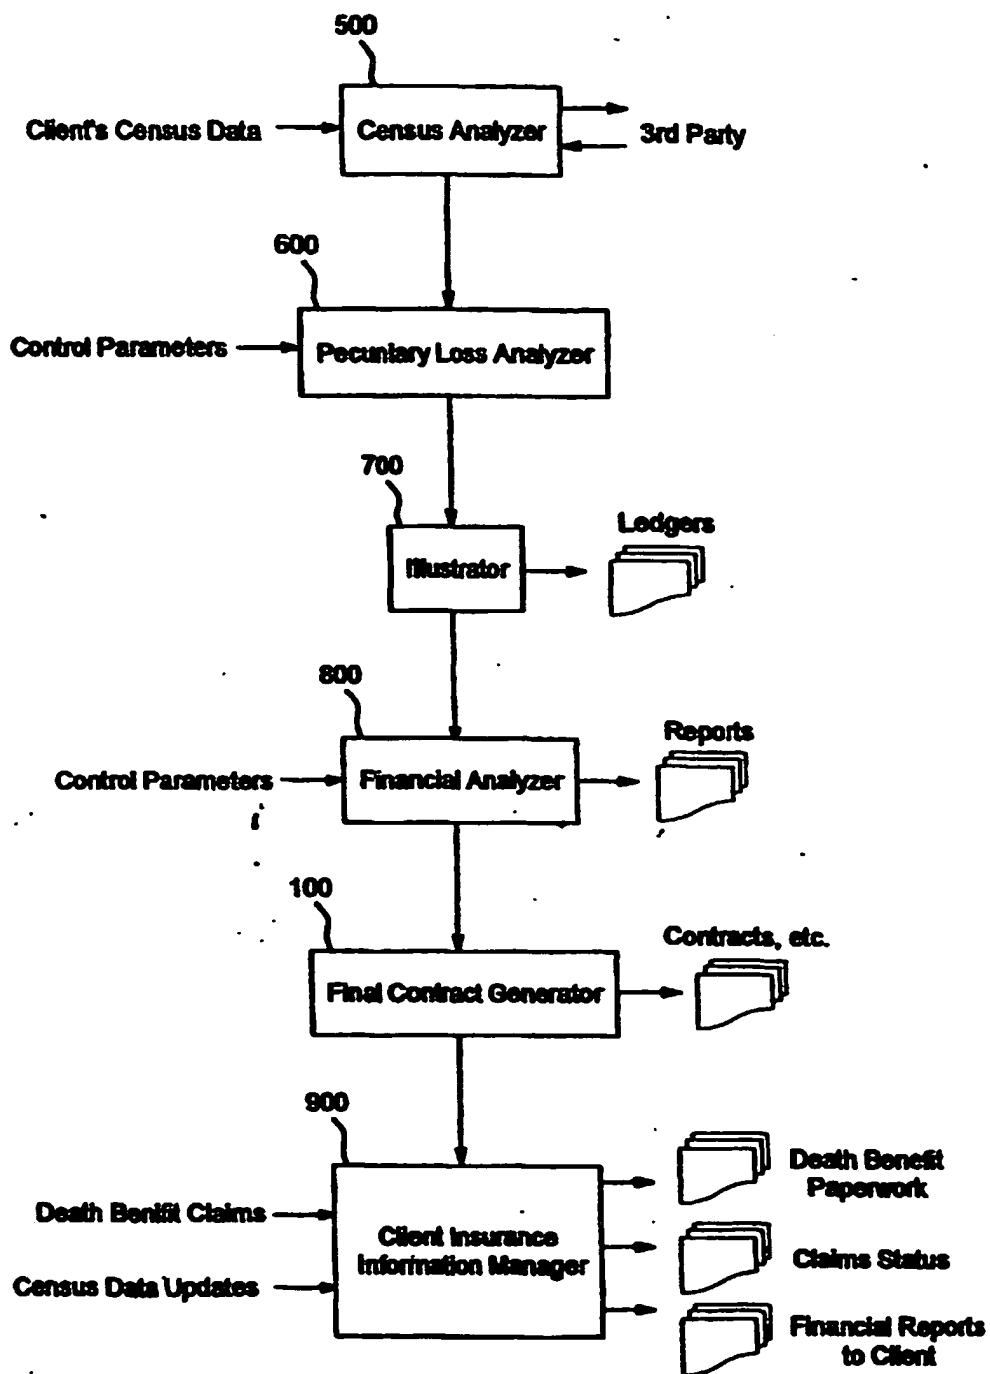 500
Client's Census Data
Census Analyzer
3rd Party
600
Control Parameters
Pecuniary Loss Analyzer
700
Illustrator
Ledgers
800
Control Parameters
Financial Analyzer
Reports
100
Final Contract Generator
Contracts, etc.
900
Death Benifit Claims
Census Data Updates
Client Insurance
Information Manager
Death Benefit
Paperwork
Claims Status
Financial Reports
to Client